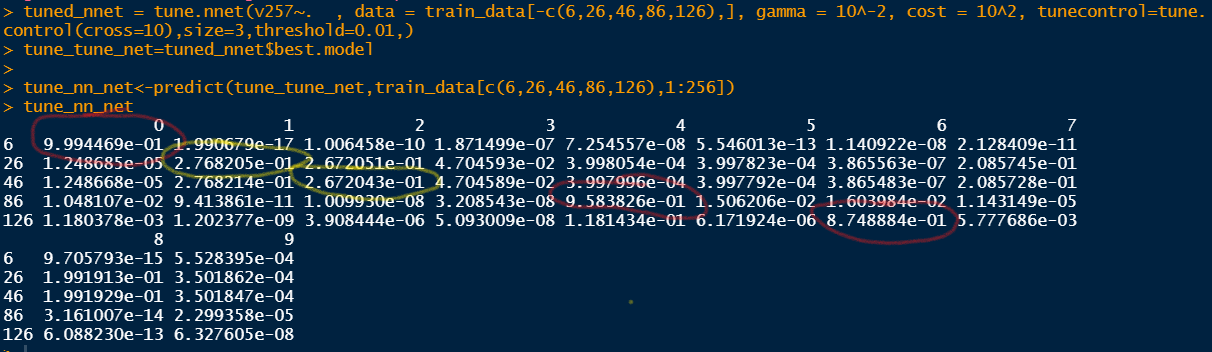 > tuned_nnet = tune.nnet(v257~.  , data = train_data[-c(6,26,46,86,126),], gamma = 10^-2, cost = 10^2, tunecontrol=tune.
control(cross=10),size=3,threshold=0.01,)
> tune_tune_net=tuned_nnet$best.model
>
> tune_nn_net<-predict(tune_tune_net,train_data[c(6,26,46,86,126),1:256])
> tune_nn_net
0 1 2 3 4 5 6 7
6 9.994469e-01 1.990679e-17 1.006458e-10 1.871499e-07 7.254557e-08 5.546013e-13 1.140922e-08 2.128409e-11
26 1.248685e-05 2.768205e-01 2.672051e-01 4.704593e-02 3.998054e-04 3.997823e-04 3.865563e-07 2.085745e-01
46 1.248668e-05 2.768214e-01 2.672043e-01 4.704589e-02 3.997996e-04 3.997792e-04 3.865483e-07 2.085728e-01
86 1.048107e-02 9.413861e-11 1.009930e-08 3.208543e-08 9.583826e-01 1.506206e-02 1.603984e-02 1.143149e-05
126 1.180378e-03 1.202377e-09 3.908444e-06 5.093009e-08 1.181434e-01 6.171924e-06 8.748884e-01 5.777686e-03
8 9
6 9.705793e-15 5.528395e-04
26 1.991913e-01 3.501862e-04
46 1.991929e-01 3.501847e-04
86 3.161007e-14 2.299358e-05
126 6.088230e-13 6.327605e-08
>